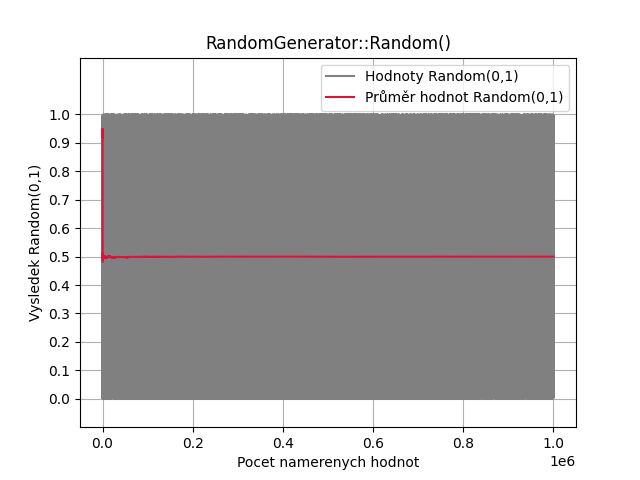 RandomGenerator::Random()
Hodnoty Random(0,1)
Průměr hodnot Random(0,1)
Vysledek Random(0,1)
1.0
0.9
0.8
0.7
0.6
0.5
0.4
0.3
0.2
0.1
0.0
0.0 0.2 0.4 0.6 0.8 1.0
1e6
Pocet namerenych hodnot